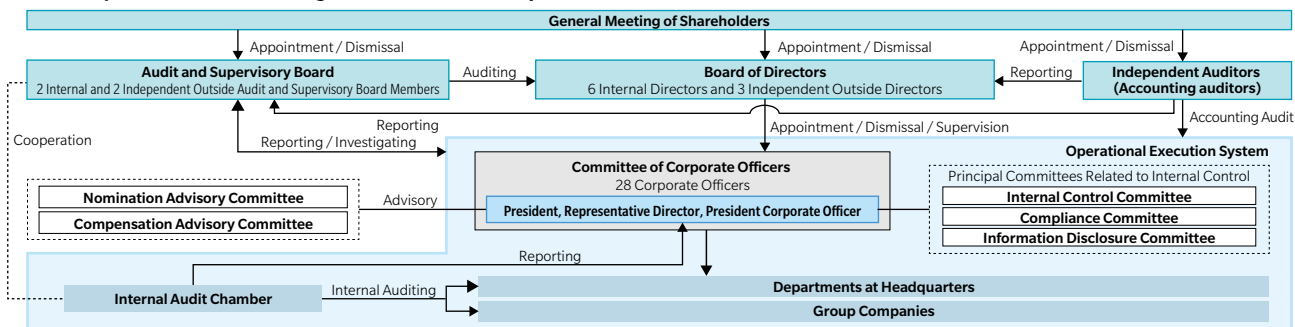 General Meeting of Shareholders
Appointment / Dismissal
Appointment / Dismissal
Appointment / Dismissal
Audit and Supervisory Board
2 Internal and 2 Independent Outside Audit and Supervisory Board Members
Auditing
Board of Directors
6 Internal Directors and 3 Independent Outside Directors
Reporting
Independent Auditors
(Accounting auditors)
Cooperation
Reporting
Reporting / Investigating
Appointment / Dismissal / Supervision
Accounting Audit
Operational Execution System
Committee of Corporate Officers
28 Corporate Officers
President, Representative Director, President Corporate Officer
Principal Committees Related to Internal Control
Internal Control Committee
Compliance Committee
Information Disclosure Committee
Nomination Advisory Committee
Compensation Advisory Committee
Advisory
Reporting
Internal Audit Chamber
Internal Auditing
Departments at Headquarters
Group Companies